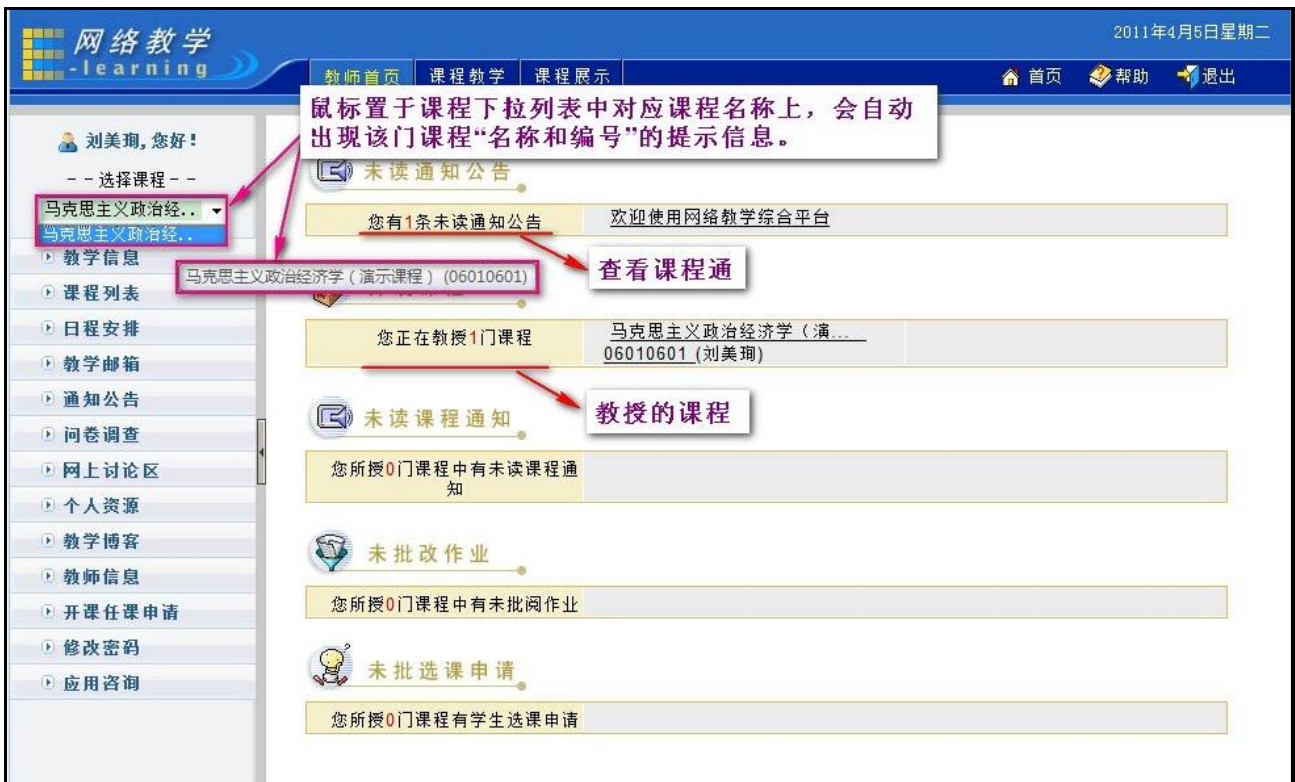 网络教学
-learning
2011年4月5日星期二
教师首页 课程教学 课程展示
首页 帮助 退出
鼠标置于课程下拉列表中对应课程名称上，会自动
出现该门课程“名称和编号”的提示信息。
刘美珣, 您好!
--选择课程--
马克思主义政治经..
马克思主义政治经..
马克思主义政治经济学（演示课程）(06010601)
教学信息
课程列表
日程安排
教学邮箱
通知公告
问卷调查
网上讨论区
个人资源
教学博客
教师信息
开课任课申请
修改密码
应用咨询
未读通知公告
您有1条未读通知公告 欢迎使用网络教学综合平台
查看课程通
您正在教授1门课程 马克思主义政治经济学（演...
06010601 (刘美珣)
教授的课程
未读课程通知
您所授0门课程中有未读课程通
知
未批改作业
您所授0门课程中有未批阅作业
未批选课申请
您所授0门课程有学生选课申请